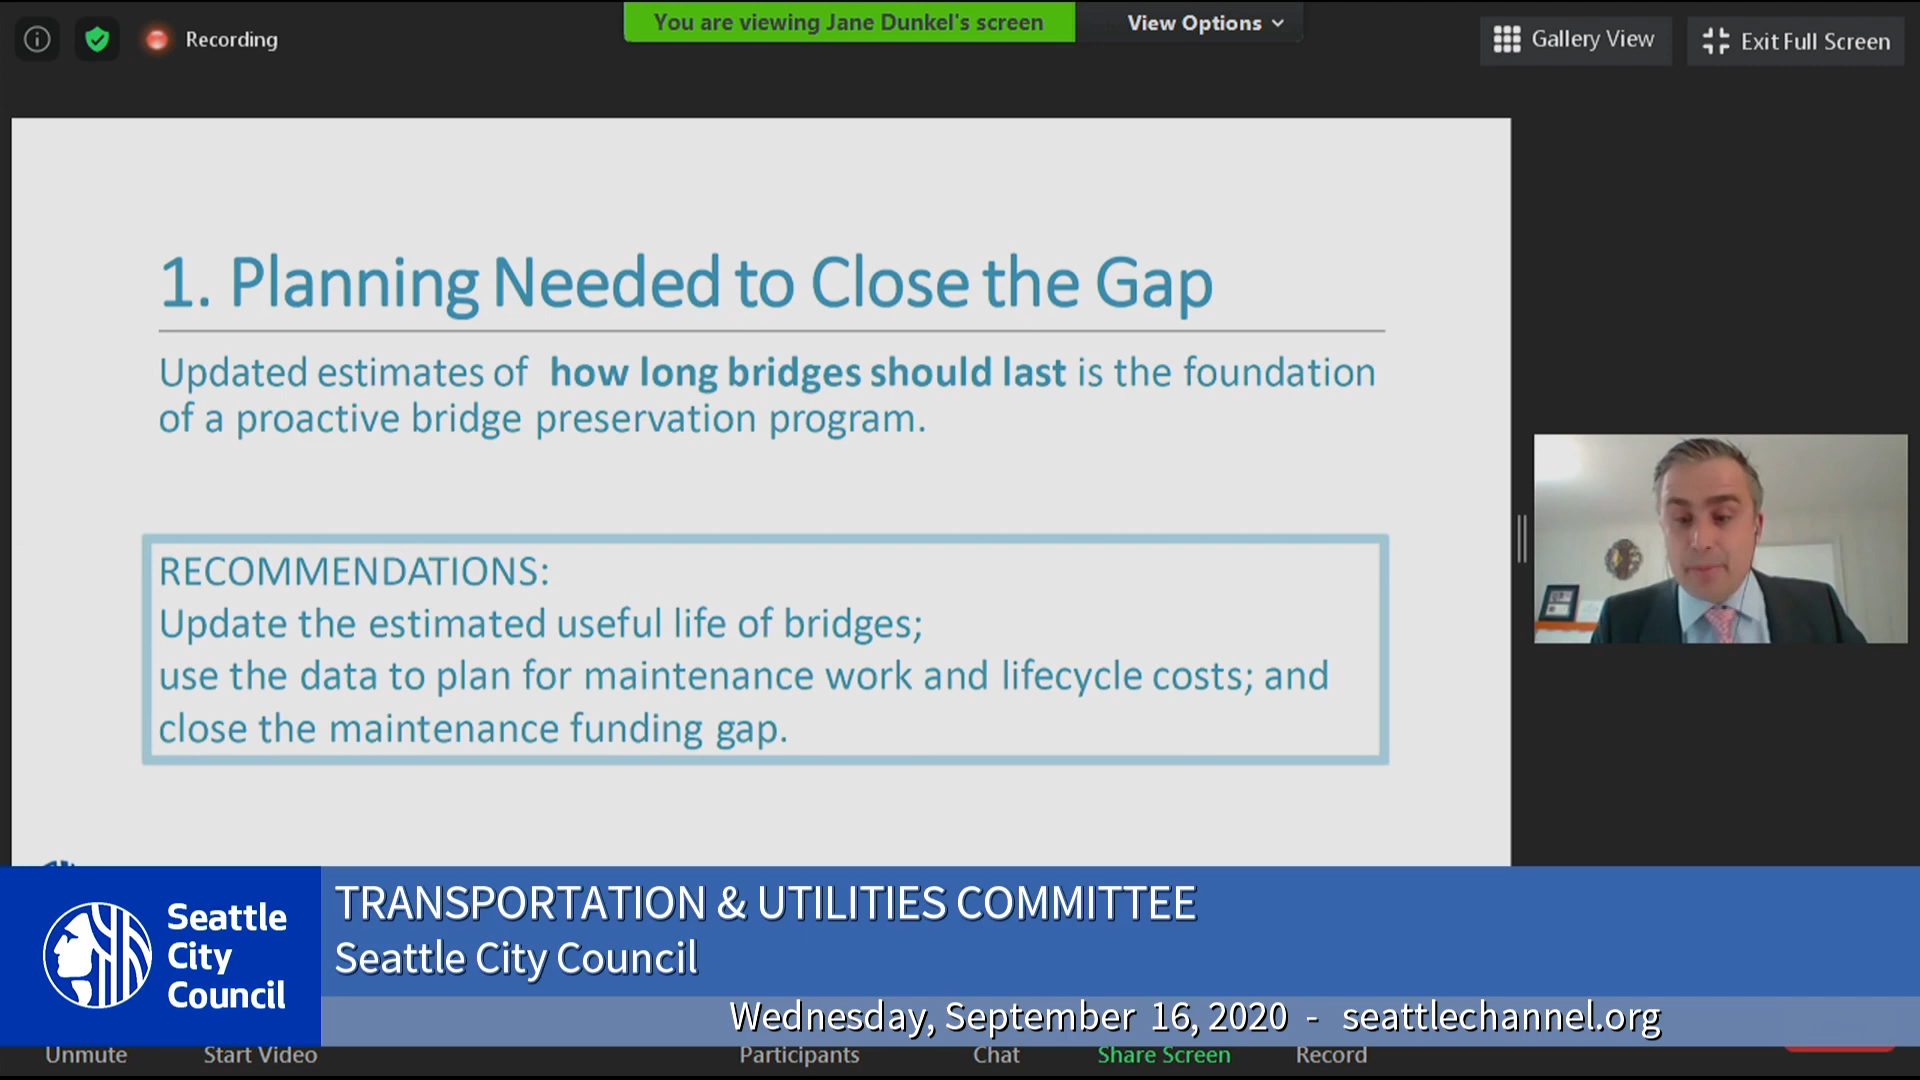 Recording
You are viewing Jane Dunkel's screen
View Options
Gallery View
Exit Full Screen
1. Planning Needed to Close the Gap
Updated estimates of how long bridges should last is the foundation
of a proactive bridge preservation program.
RECOMMENDATIONS:
Update the estimated useful life of bridges;
use the data to plan for maintenance work and lifecycle costs; and
close the maintenance funding gap.
Seattle
City
Council
TRANSPORTATION & UTILITIES COMMITTEE
Seattle City Council
Wednesday, September 16, 2020 - seattlechannel.org
Unmute
Start Video
Participants
Chat
Share Screen
Record